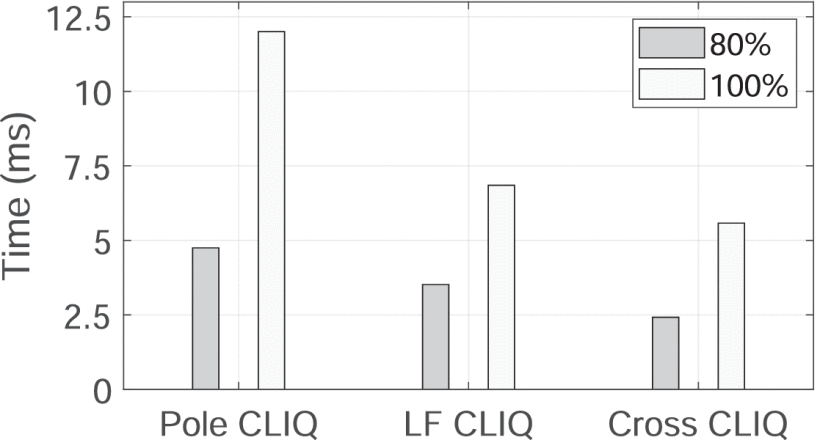 12.5
10
7.5
5
2.5
0
Time (ms)
80%
100%
Pole CLIQ
LF CLIQ
Cross CLIQ